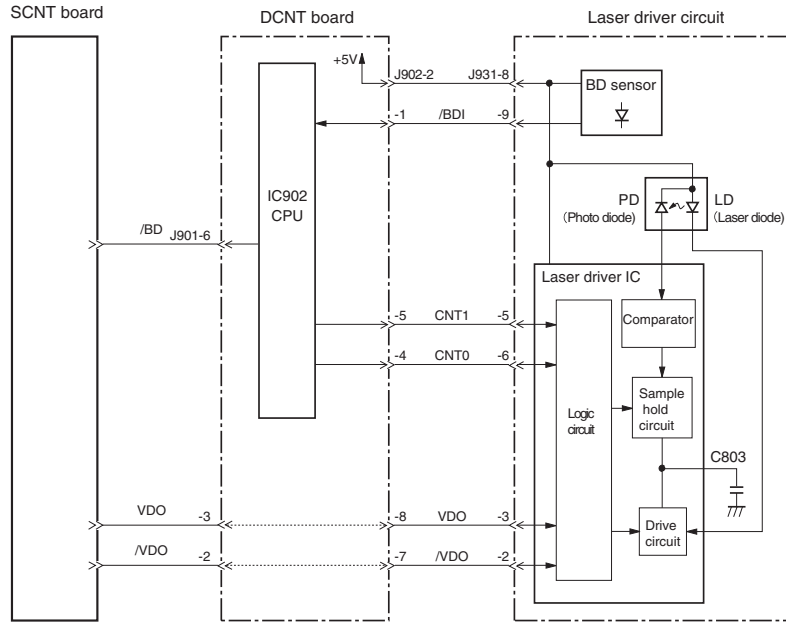 SCNT board
DCNT board
Laser driver circuit
+5V
J902-2
J931-8
BD sensor
-1
/BDI
-9
IC902
CPU
PD
(Photo diode)
LD
(Laser diode)
/BD
J901-6
Laser driver IC
-5
CNT1
-5
Comparator
-4
CNT0
-6
Sample
hold
circuit
Logic
circuit
C803
VDO
-3
-8
VDO
-3
Drive
circuit
/VDO
-2
-7
/VDO
-2